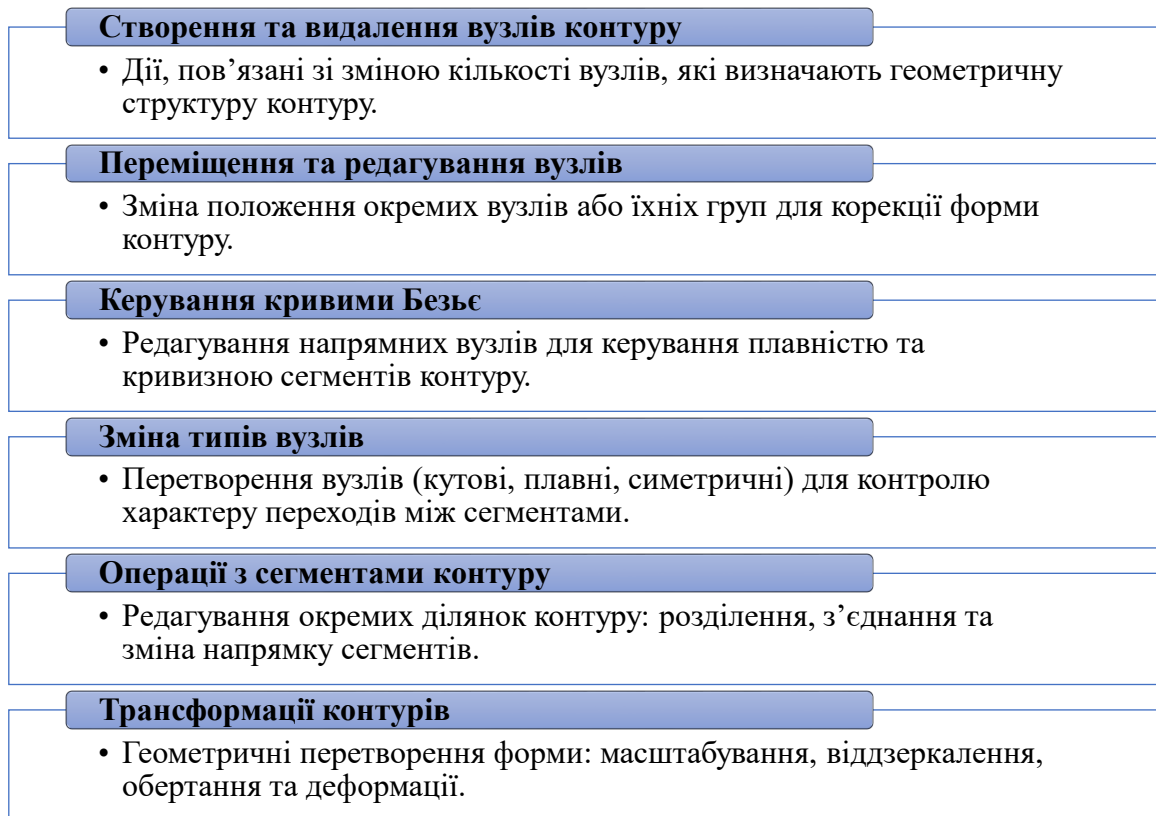 Створення та видалення вузлів контуру
• Дії, пов’язані зі зміною кількості вузлів, які визначають геометричну
структуру контуру.
Переміщення та редагування вузлів
• Зміна положення окремих вузлів або їхніх груп для корекції форми
контуру.
Керування кривими Безьє
• Редагування напрямних вузлів для керування плавністю та
кривизною сегментів контуру.
Зміна типів вузлів
• Перетворення вузлів (кутові, плавні, симетричні) для контролю
характеру переходів між сегментами.
Операції з сегментами контуру
• Редагування окремих ділянок контуру: розділення, з’єднання та
зміна напрямку сегментів.
Трансформації контурів
• Геометричні перетворення форми: масштабування, віддзеркалення,
обертання та деформації.